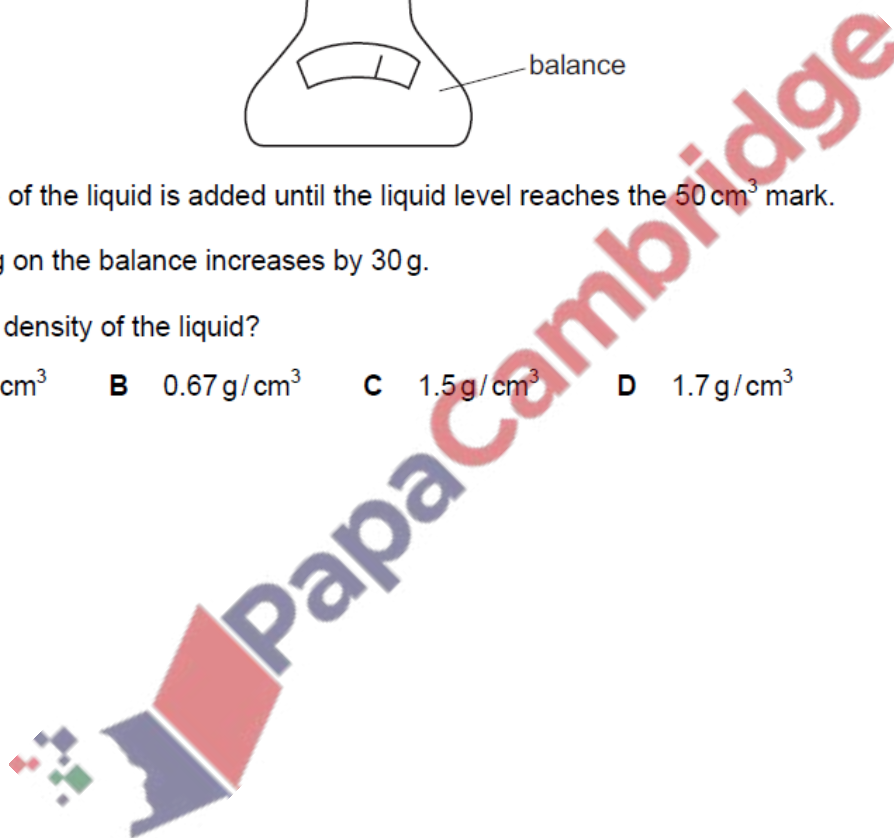 balance
of the liquid is added until the liquid level reaches the 50 cm³ mark.
on the balance increases by 30 g.
density of the liquid?
cm³ B 0.67 g/cm³ C 1.5 g/cm³ D 1.7 g/cm³
PapaCambridge